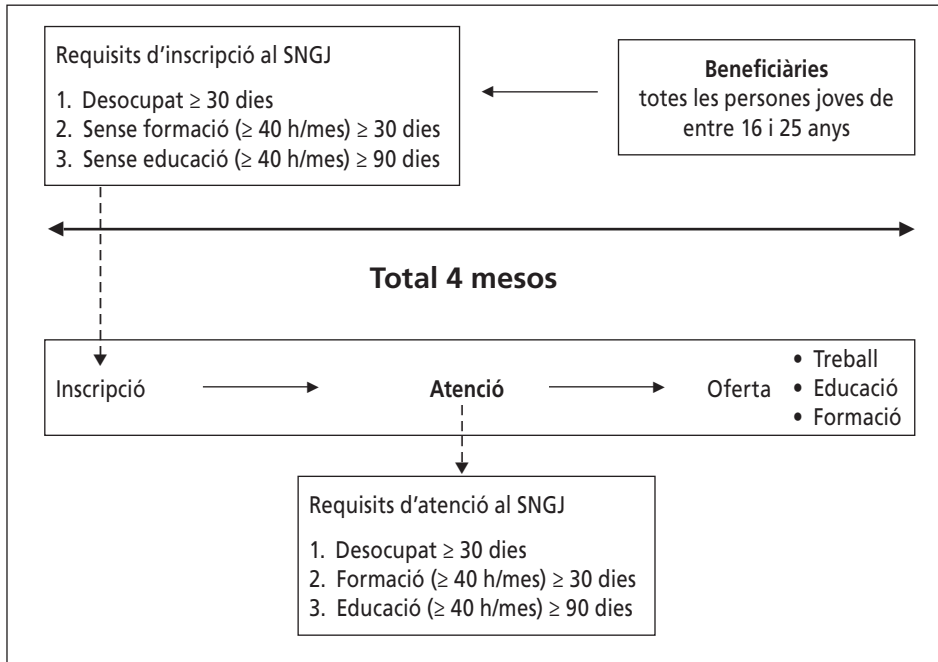 Requisits d’inscripció al SNGJ
1. Desocupat ≥ 30 dies
2. Sense formació (≥ 40 h/mes) ≥ 30 dies
3. Sense educació (≥ 40 h/mes) ≥ 90 dies
Beneficiàries
totes les persones joves de
entre 16 i 25 anys
Total 4 mesos
Inscripció
Atenció
Oferta
• Treball
• Educació
• Formació
Requisits d’atenció al SNGJ
1. Desocupat ≥ 30 dies
2. Formació (≥ 40 h/mes) ≥ 30 dies
3. Educació (≥ 40 h/mes) ≥ 90 dies